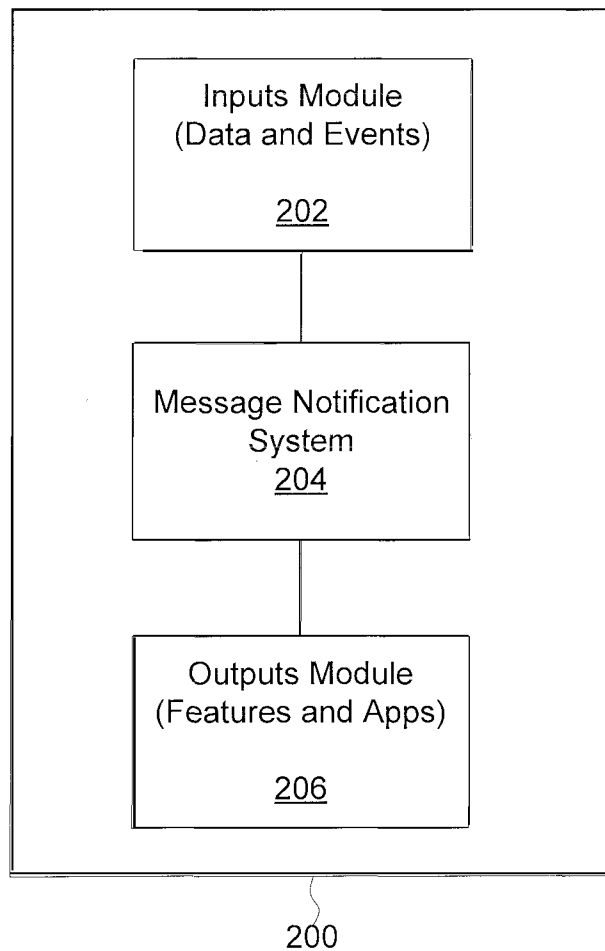 Inputs Module
(Data and Events)
202
Message Notification
System
204
Outputs Module
(Features and Apps)
206
200